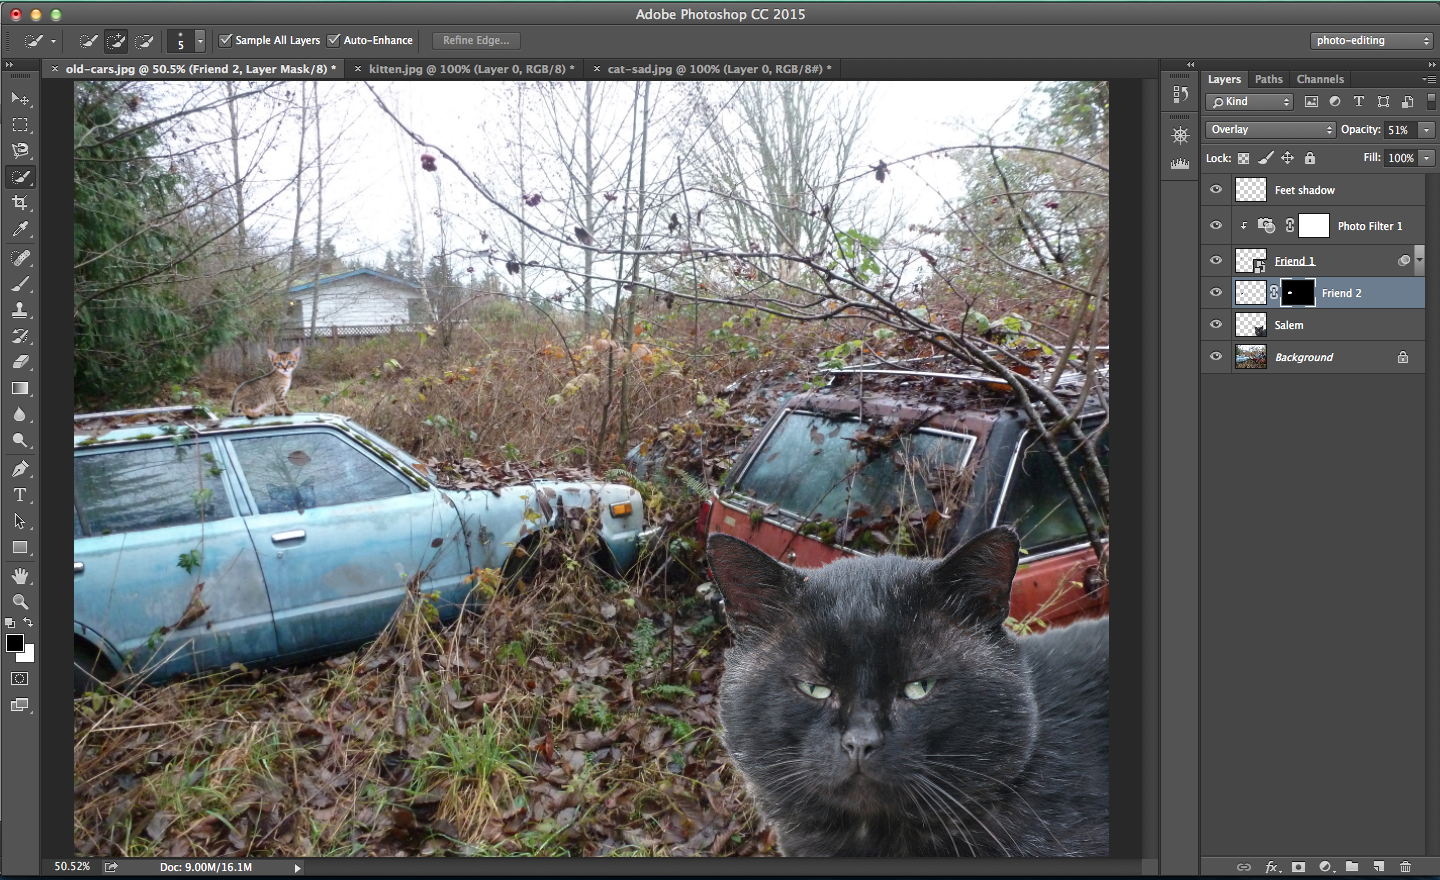 Adobe Photoshop CC 2015
5
Sample All Layers
Auto-Enhance
Refine Edge...
photo-editing
old-cars.jpg @ 50.5% (Friend 2, Layer Mask/8) *
kitten.jpg @ 100% (Layer 0, RGB/8) *
cat-sad.jpg @ 100% (Layer 0, RGB/8#) *
Layers
Paths
Channels
Kind
Overlay
Opacity: 51%
Lock:
Fill: 100%
Feet shadow
Photo Filter 1
Friend 1
Friend 2
Salem
Background
50.52%
Doc: 9.00M/16.1M